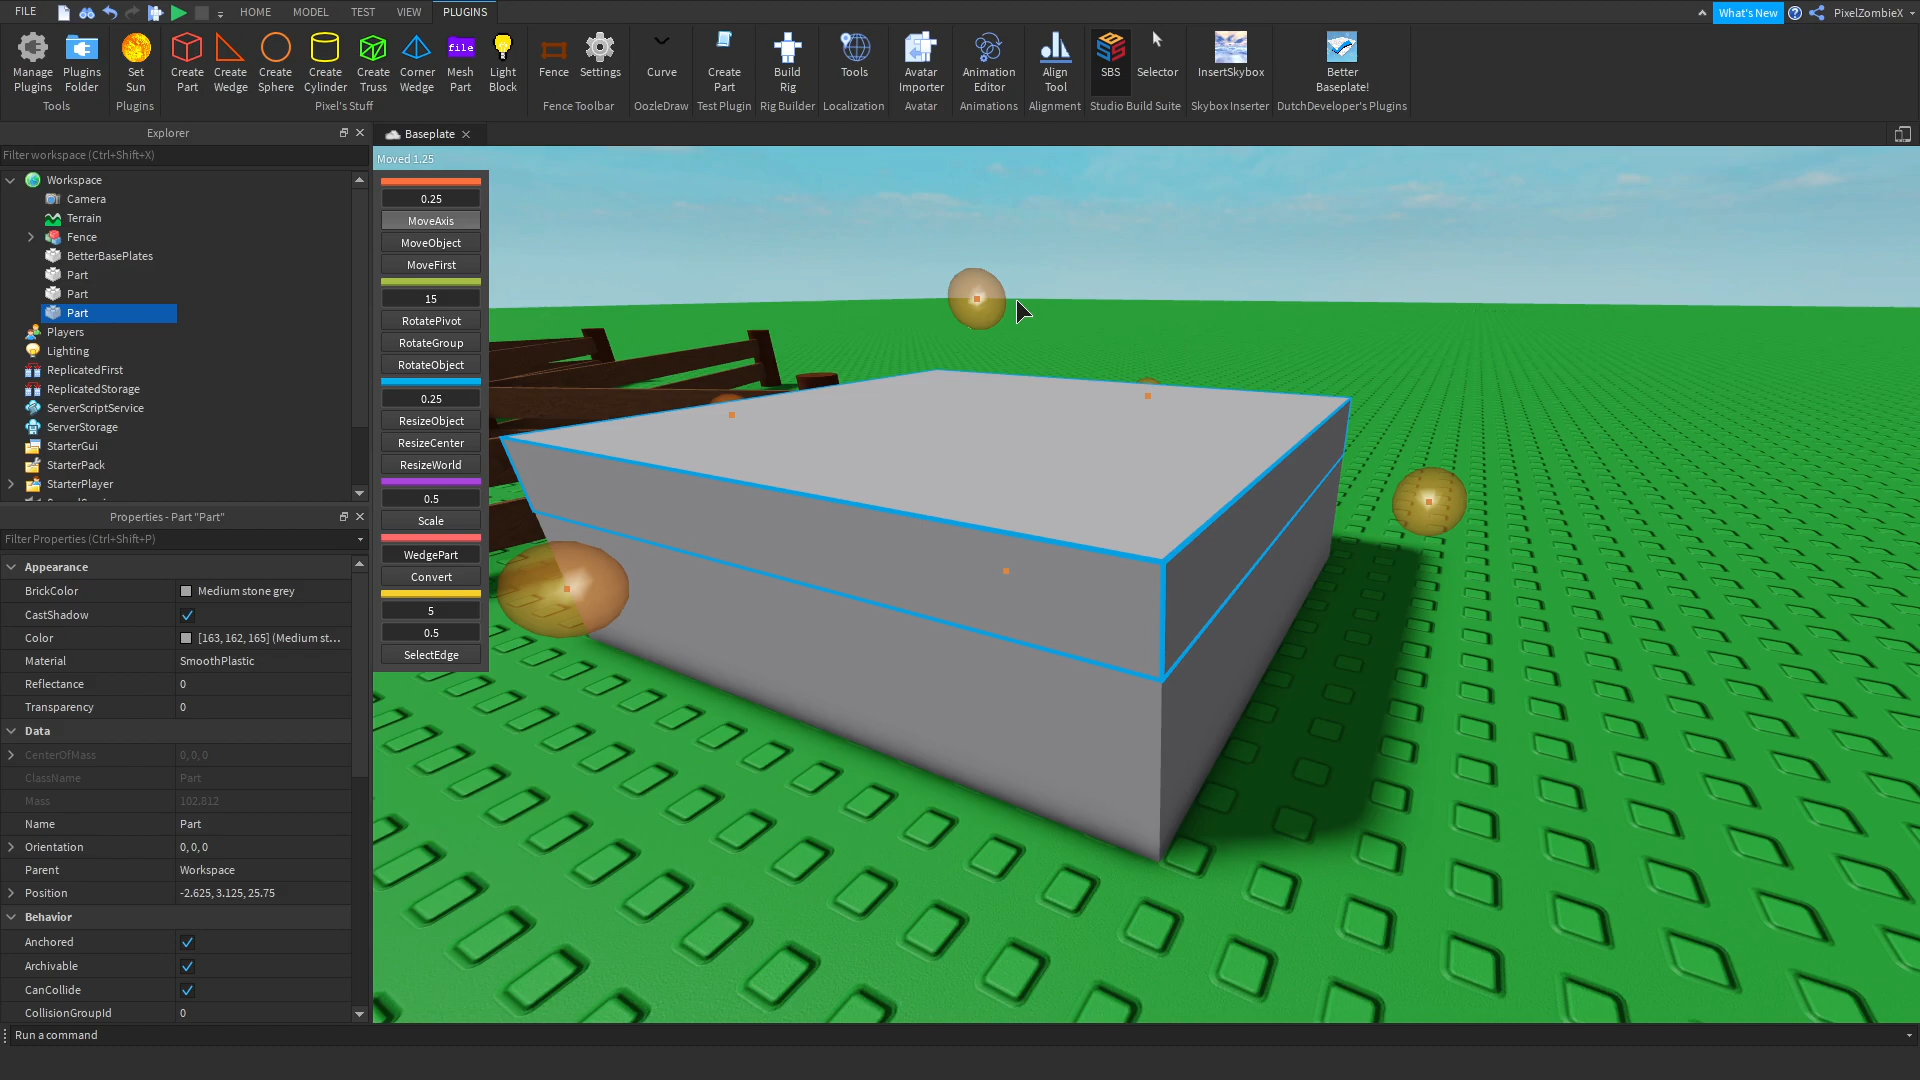 FILE HOME MODEL TEST VIEW PLUGINS What's New PixelZombieX
Manage Plugins
Plugins Folder
Set Sun
Create Part
Create Wedge
Create Sphere
Create Cylinder
Create Truss
Corner Wedge
file
Mesh Part
Light Block
Fence
Settings
Curve
Create Part
Build Rig
Tools
Avatar Importer
Animation Editor
Align Tool
SBS
Selector
InsertSkybox
Better Baseplate!
Tools Plugins Pixel's Stuff Fence Toolbar OozleDraw Test Plugin Rig Builder Localization Avatar Animations Alignment Studio Build Suite Skybox Inserter DutchDeveloper's Plugins
Explorer
Filter workspace (Ctrl+Shift+X)
Workspace
Camera
Terrain
Fence
BetterBasePlates
Part
Part
Part
Players
Lighting
ReplicatedFirst
ReplicatedStorage
ServerScriptService
ServerStorage
StarterGui
StarterPack
StarterPlayer
Properties - Part "Part"
Filter Properties (Ctrl+Shift+P)
Appearance
BrickColor Medium stone grey
CastShadow
Color [163, 162, 165] (Medium st...
Material SmoothPlastic
Reflectance 0
Transparency 0
Data
CenterOfMass 0, 0, 0
ClassName Part
Mass 102.812
Name Part
Orientation 0, 0, 0
Parent Workspace
Position -2.625, 3.125, 25.75
Behavior
Anchored
Archivable
CanCollide
CollisionGroupId 0
Baseplate
Moved 1.25
0.25
MoveAxis
MoveObject
MoveFirst
15
RotatePivot
RotateGroup
RotateObject
0.25
ResizeObject
ResizeCenter
ResizeWorld
0.5
Scale
WedgePart
Convert
5
0.5
SelectEdge
Run a command